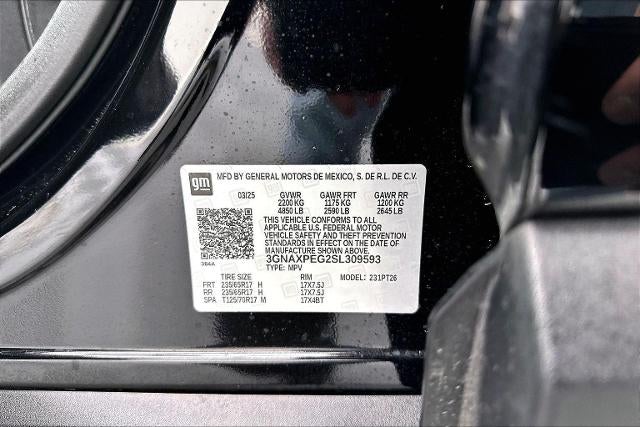 gm MFD BY GENERAL MOTORS DE MEXICO, S. DE R.L. DE C.V.
03/25 GVWR GAWR FRT GAWR RR
2200 KG 1175 KG 1200 KG
4850 LB 2590 LB 2645 LB
THIS VEHICLE CONFORMS TO ALL
APPLICABLE U.S. FEDERAL MOTOR
VEHICLE SAFETY AND THEFT PREVENTION
STANDARDS IN EFFECT ON THE DATE OF
MANUFACTURE SHOWN ABOVE.
3GNAXPEG2SL309593
TYPE: MPV MODEL: 231PT26
TIRE SIZE RIM
FRT 235/65R17 H 17X7.5J
RR 235/65R17 H 17X7.5J
SPA T125/70R17 M 17X4BT